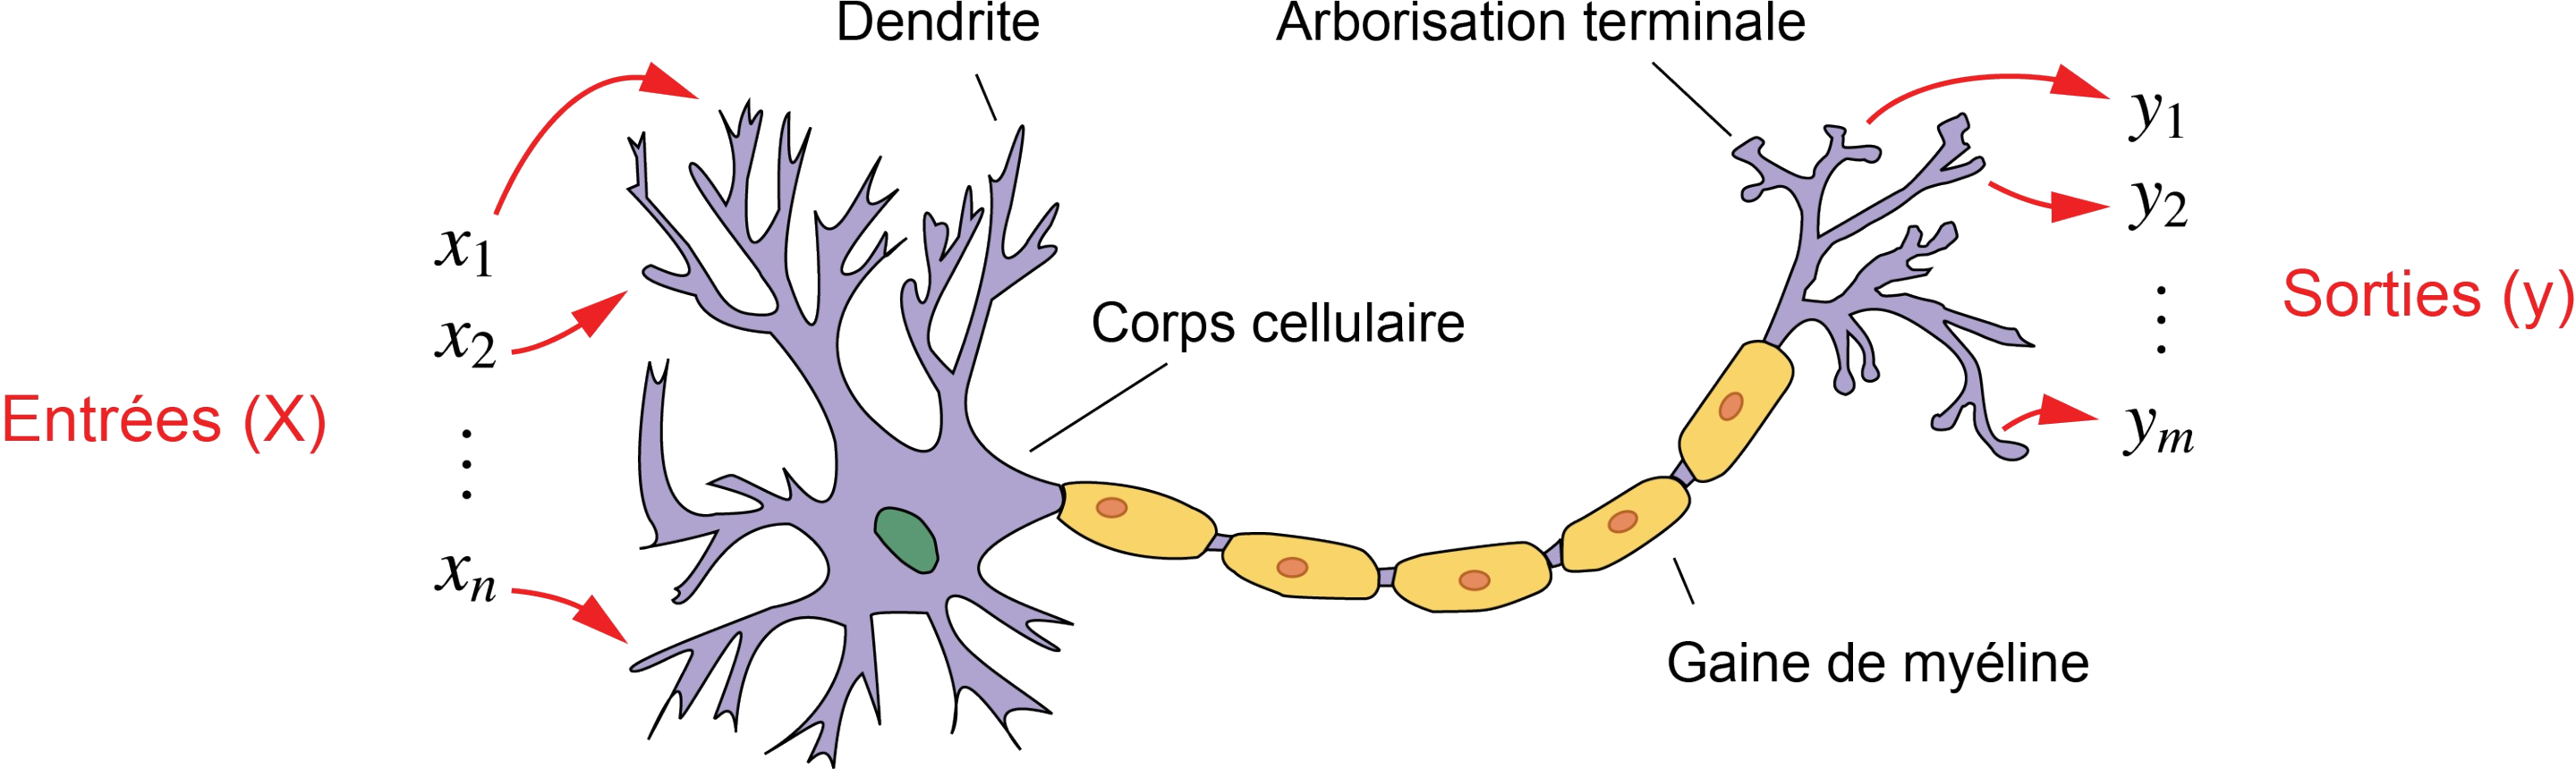 Dendrite
Arborisation terminale
x1
x2
⋮
xn
Entrées (X)
Corps cellulaire
Gaine de myéline
y1
y2
⋮
ym
Sorties (y)